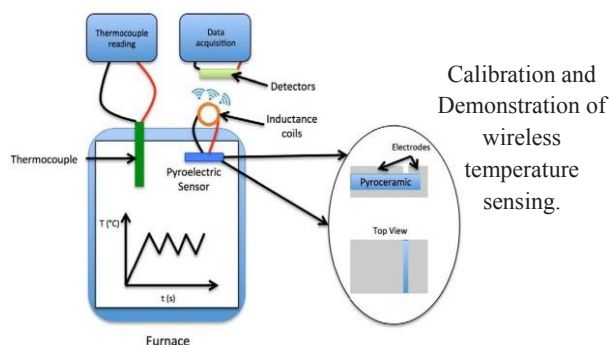 Thermocouple
reading
Data
acquisition
Detectors
Inductance
coils
Thermocouple
Pyroelectric
Sensor
T (°C)
t (s)
Furnace
Electrodes
Pyroceramic
Top View
Calibration and
Demonstration of
wireless
temperature
sensing.